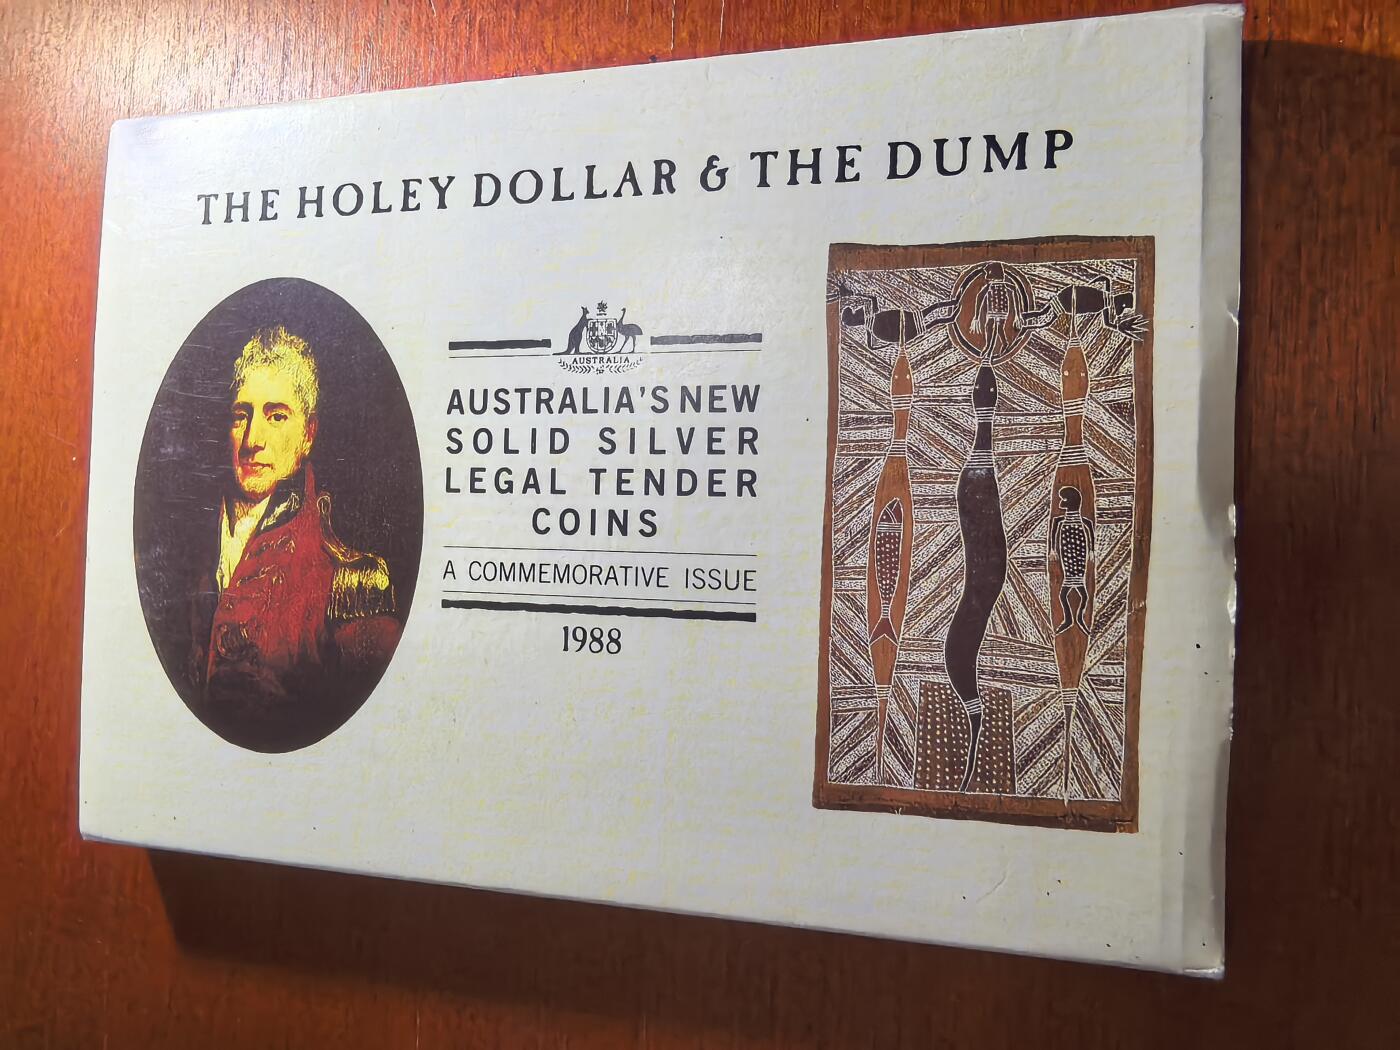 THE HOLEY DOLLAR & THE DUMP
AUSTRALIA
AUSTRALIA'S NEW
SOLID SILVER
LEGAL TENDER
COINS
A COMMEMORATIVE ISSUE
1988